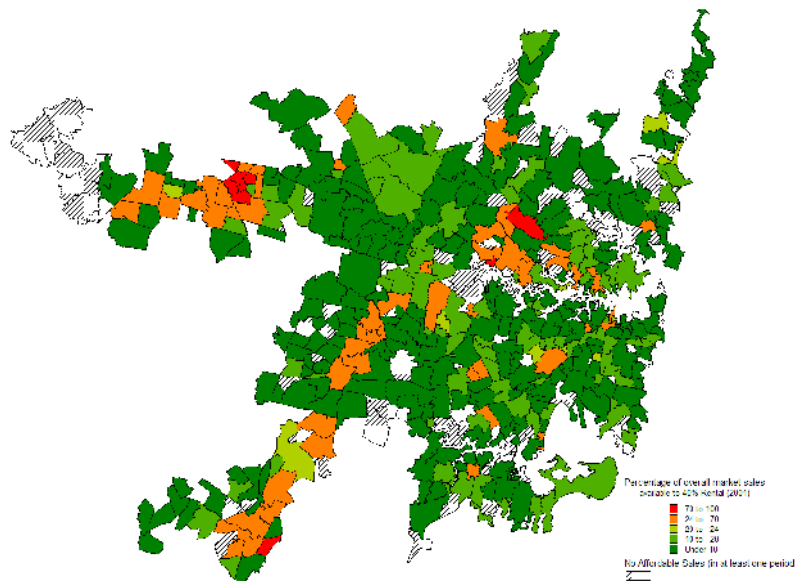 Percentage of overall market sales
available to 40% Rental (2001)
70 to 100
24 to 70
20 to 24
10 to 20
Under 10
No Affordable Sales (in at least one period